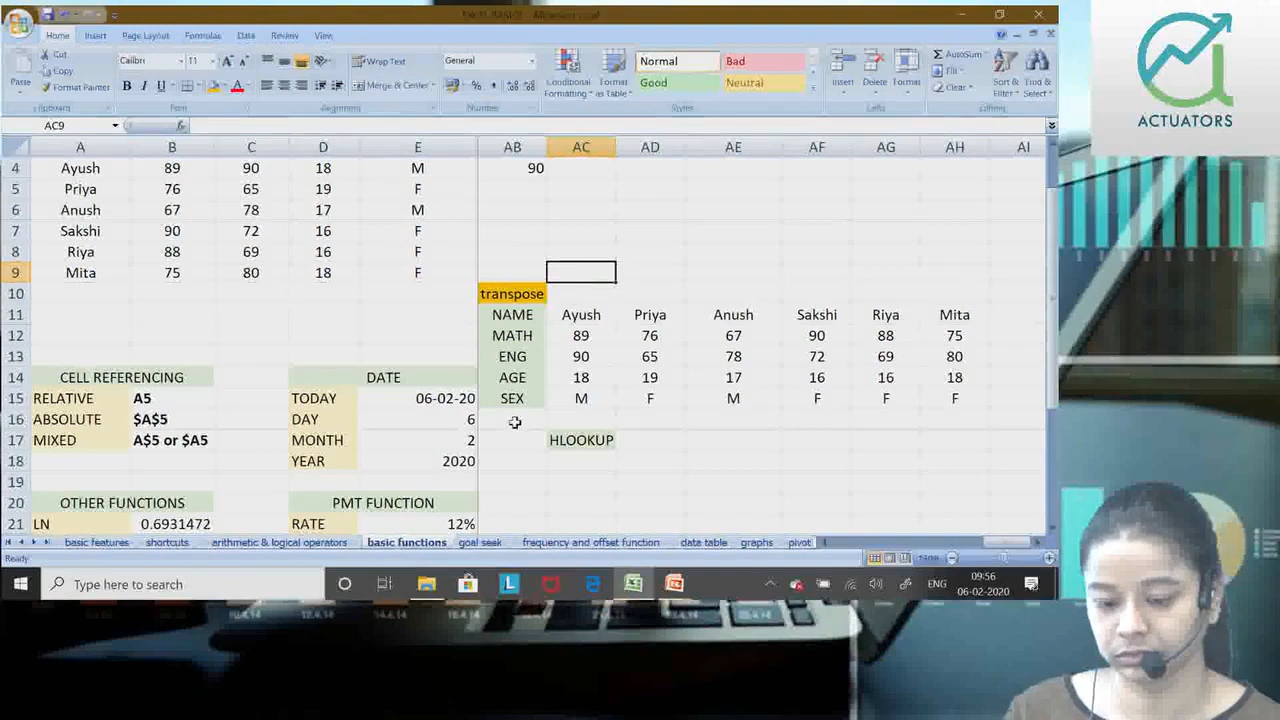 Home Insert Page Layout Formulas Data Review View
Cut
Copy
Format Painter
Paste
Calibri 11
Wrap Text
Merge & Center
General
Conditional Formatting
Format as Table
Normal Bad
Good Neutral
Insert Delete Format
AutoSum
Fill
Clear
Sort & Filter
Find & Select
Alignment Number Styles
ACTUATORS
AC9
A B C D E AB AC AD AE AF AG AH AI
4 Ayush 89 90 18 M 90
5 Priya 76 65 19 F
6 Anush 67 78 17 M
7 Sakshi 90 72 16 F
8 Riya 88 69 16 F
9 Mita 75 80 18 F
10 transpose
11 NAME Ayush Priya Anush Sakshi Riya Mita
12 MATH 89 76 67 90 88 75
13 ENG 90 65 78 72 69 80
14 CELL REFERENCING DATE AGE 18 19 17 16 16 18
15 RELATIVE A5 TODAY 06-02-20 SEX M F M F F F
16 ABSOLUTE $A$5 DAY 6
17 MIXED A$5 or $A5 MONTH 2 HLOOKUP
18 YEAR 2020
19
20 OTHER FUNCTIONS PMT FUNCTION
21 LN 0.6931472 RATE 12%
basic features shortcuts arithmetic & logical operators basic functions goal seek frequency and offset function data table graphs pivot
Ready
Type here to search
ENG
09:56
06-02-2020